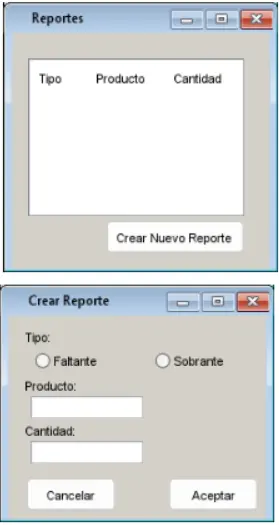 Reportes
Tipo Producto Cantidad
Crear Nuevo Reporte
Crear Reporte
Tipo:
Faltante Sobrante
Producto:
Cantidad:
Cancelar Aceptar